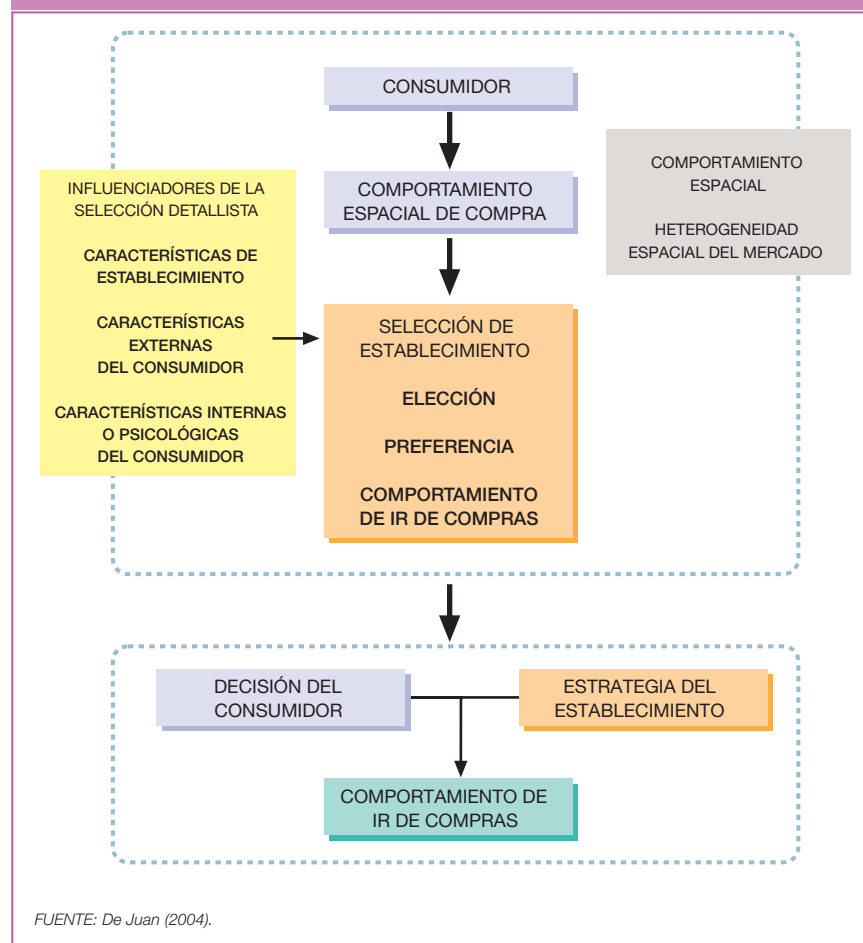 CONSUMIDOR
COMPORTAMIENTO
ESPACIAL DE COMPRA
COMPORTAMIENTO
ESPACIAL
HETEROGENEIDAD
ESPACIAL DEL MERCADO
INFLUENCIADORES DE LA
SELECCIÓN DETALLISTA
CARACTERÍSTICAS DE
ESTABLECIMIENTO
CARACTERÍSTICAS
EXTERNAS
DEL CONSUMIDOR
CARACTERÍSTICAS INTERNAS
O PSICOLÓGICAS
DEL CONSUMIDOR
SELECCIÓN DE
ESTABLECIMIENTO
ELECCIÓN
PREFERENCIA
COMPORTAMIENTO
DE IR DE COMPRAS
DECISIÓN DEL
CONSUMIDOR
ESTRATEGIA DEL
ESTABLECIMIENTO
COMPORTAMIENTO DE
IR DE COMPRAS
FUENTE: De Juan (2004).